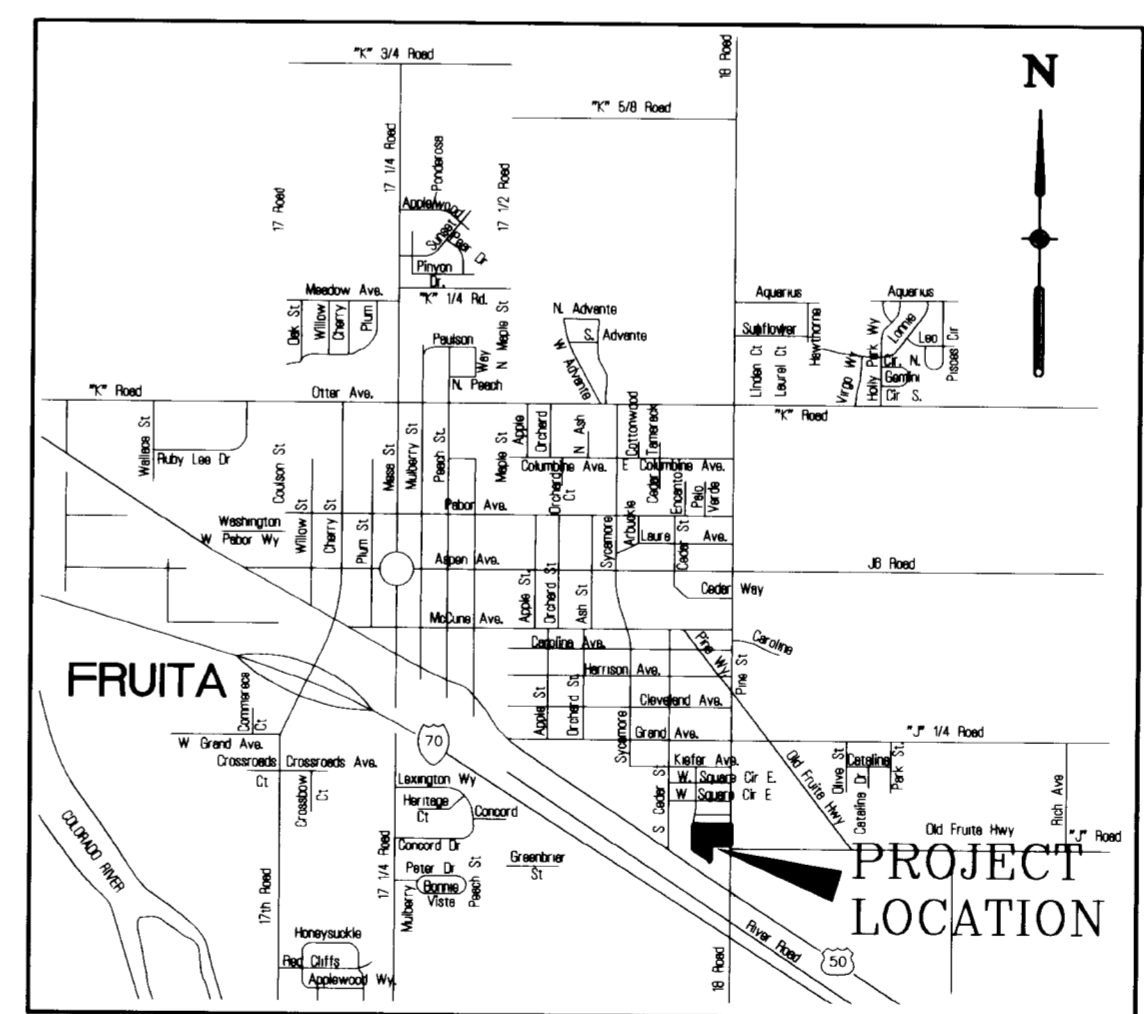 "K" 3/4 Road
18 Road
N
"K" 5/8 Road
17 1/4 Road
Ponderosa
17 Road
17 1/2 Road
Applewood
Sunset
Peer Dr
Pinyon
Dr.
Meadow Ave.
"K" 1/4 Rd.
Oak St
Willow
Cherry
Plum
N Maple St
N. Advante
S. Advante
W Advante
Paulson
Way
N. Peach
Aquarius
Sunflower
Hawthorne
Linden Ct
Laurel Ct
Aquarius
Lonnie
Leo
Pisces Cir
Park Wy
Holly
Virgo Wy
Cir. N.
Gemini
Cir S.
"K" Road
Otter Ave.
"K" Road
Wallace St
Ruby Lee Dr
Coulson St
Mesa St
Mulberry St
Peach St.
Maple St
Apple
Orchard
N Ash
Cottonwood
Tamarack
Columbine Ave.
E Columbine Ave.
Orchard
Ct
Cedar
Encanto
Palo
Verde
Pabor Ave.
Washington
W Pabor Wy
Willow St
Cherry St
Plum St
Sycamore
Arbuckle
Laura Ave.
Cedar St
Aspen Ave.
J6 Road
Cedar Way
McCune Ave.
Apple St.
Orchard St
Ash St
Carolina Ave.
Pine Wy
Pine St
Caroline
Harrison Ave.
FRUITA
Commerce
Ct
Apple St
Orchard St.
Cleveland Ave.
Sycamore
70
W Grand Ave.
Grand Ave.
"J" 1/4 Road
Crossroads
Ct
Crossroads Ave.
Crossbow
Ct
Kiefer Ave.
W. Square Cir E.
W Square Cir E
S Cedar St
Old Fruita Hwy
Olive St
Catalina
Catalina Dr
Park St.
Rich Ave
Lexington Wy
Heritage
Ct
Concord
COLORADO RIVER
17th Road
17 1/4 Road
Concord Dr
Old Fruita Hwy
"J" Road
Peter Dr
Bonnie
Vista
Peach St.
Mulberry
Greenbrier
St
PROJECT
LOCATION
Honeysuckle
Red Cliffs
Applewood Wy.
River Road
50
18 Road